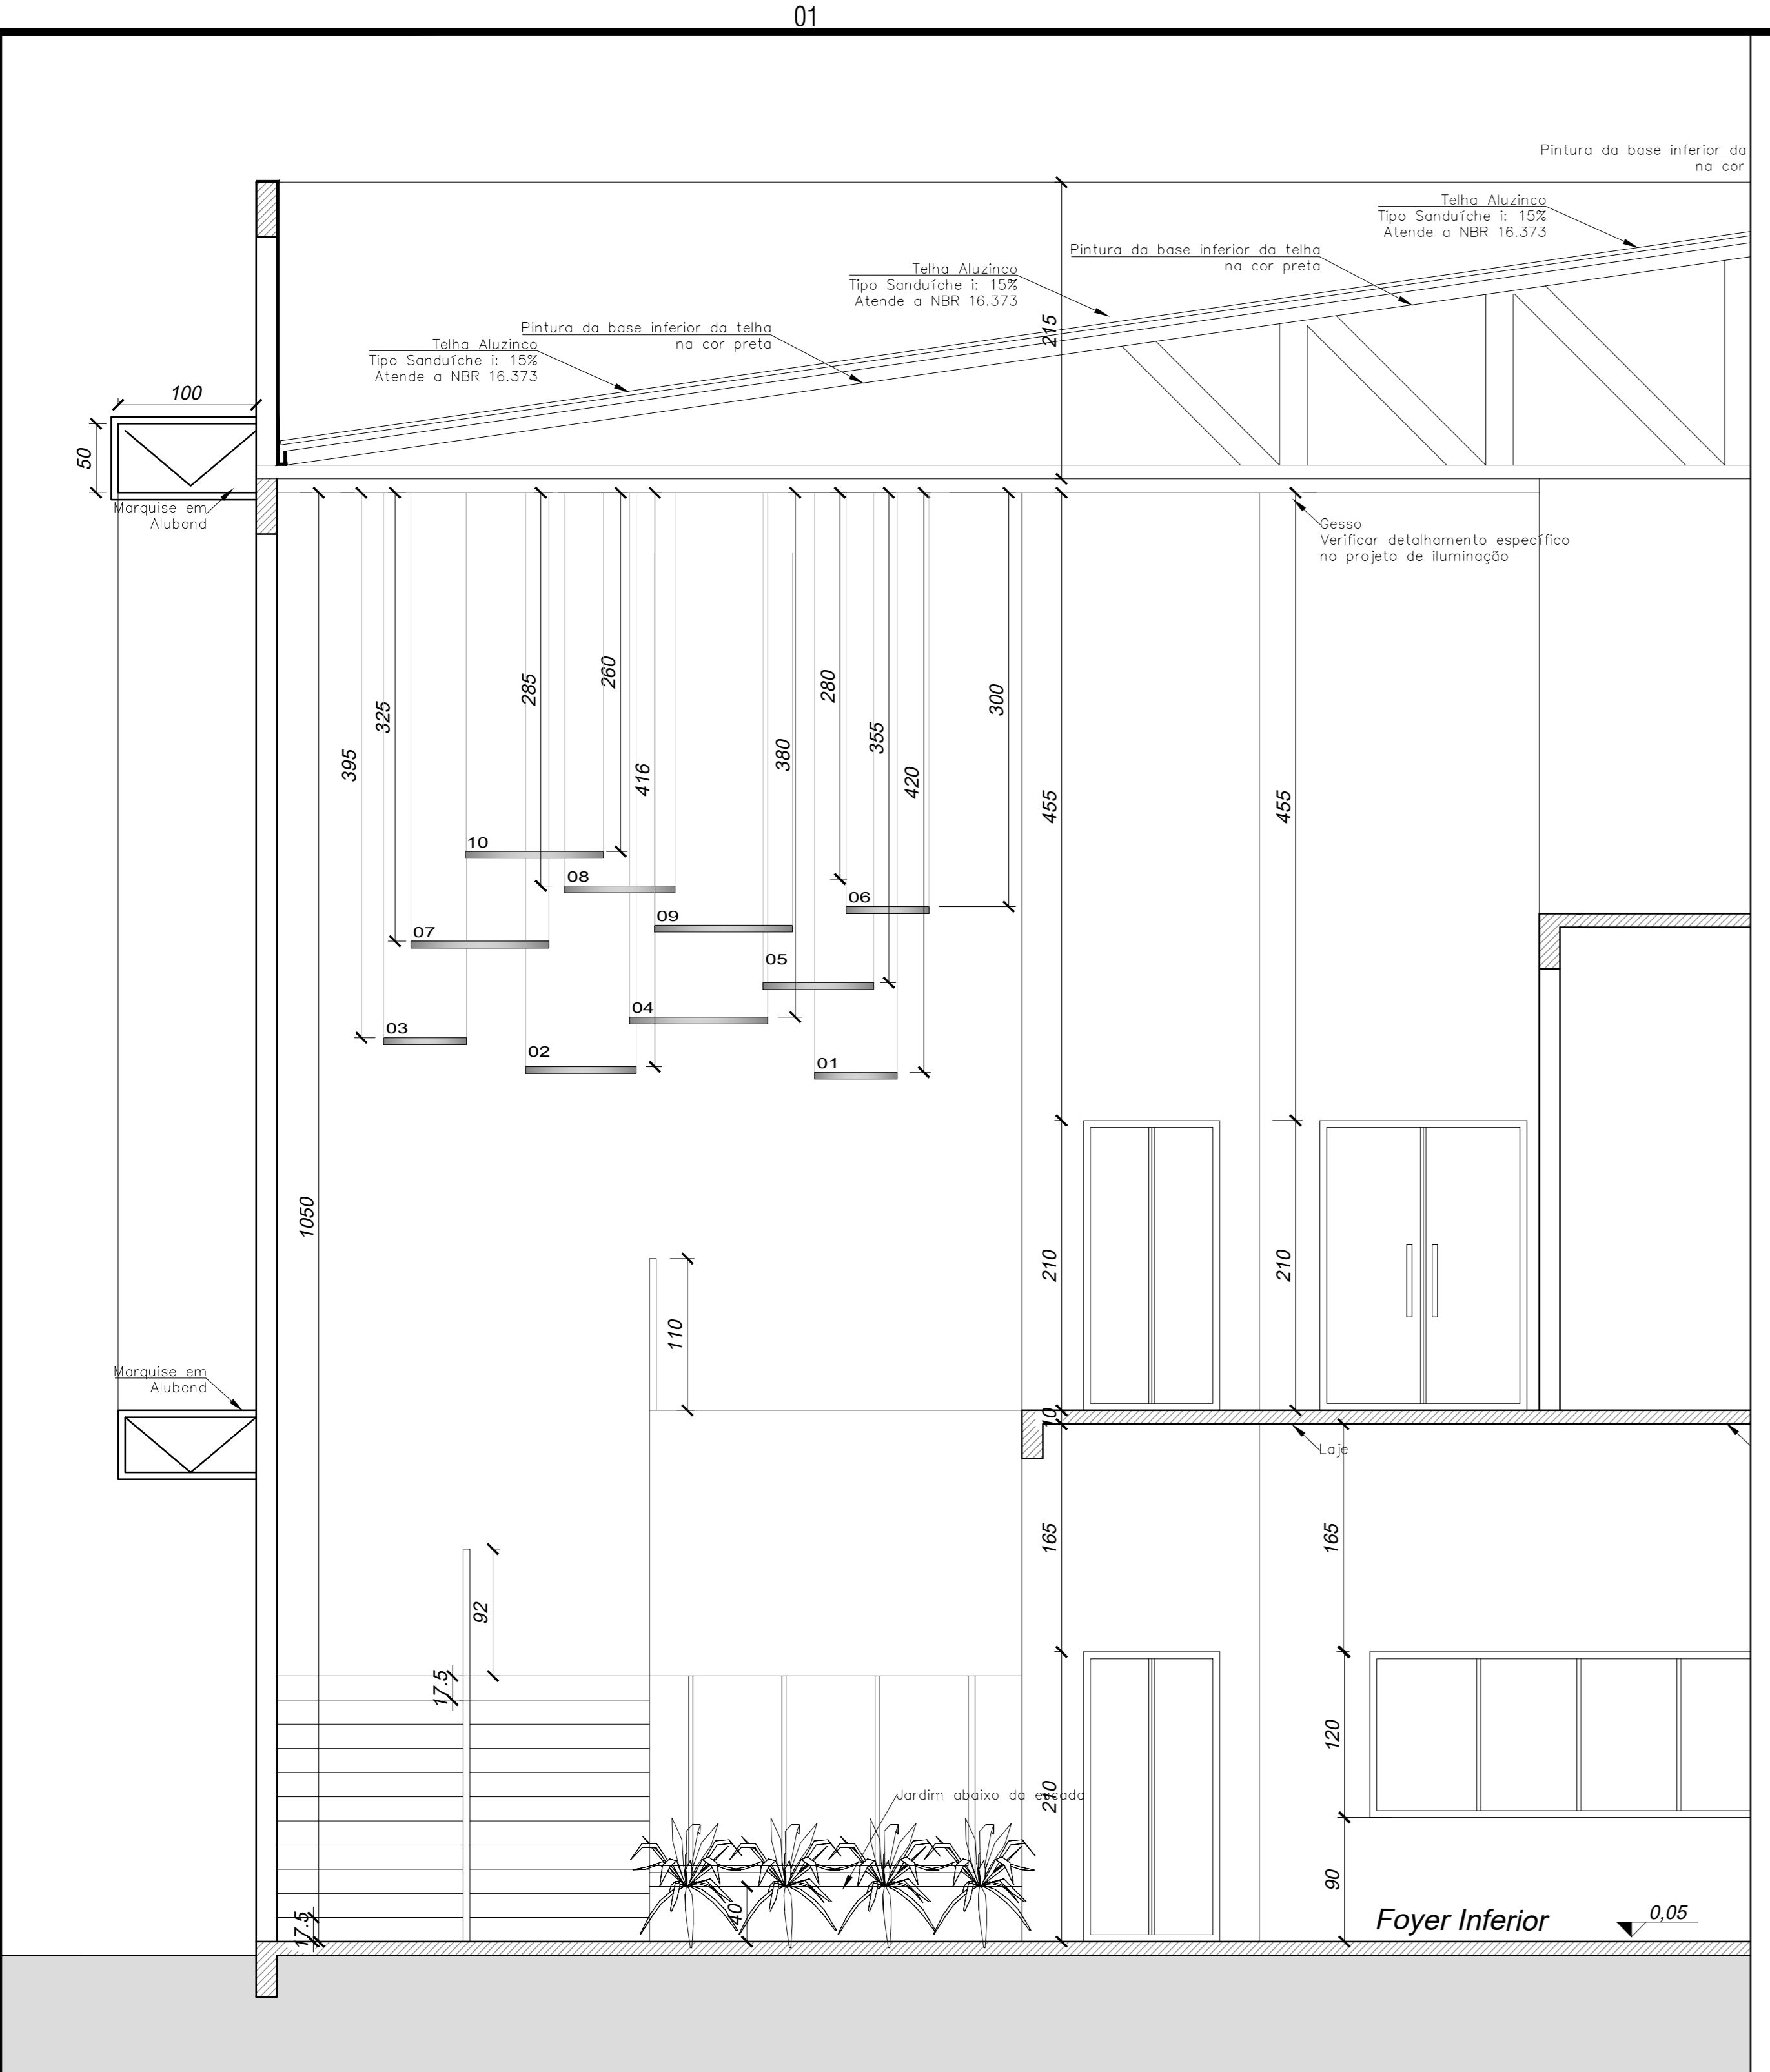 01
Pintura da base inferior da
na cor
Telha Aluzinco
Tipo Sanduíche i: 15%
Atende a NBR 16.373
Pintura da base inferior da telha
na cor preta
Telha Aluzinco
Tipo Sanduíche i: 15%
Atende a NBR 16.373
215
Pintura da base inferior da telha
na cor preta
Telha Aluzinco
Tipo Sanduíche i: 15%
Atende a NBR 16.373
100
50
Marquise em
Alubond
Gesso
Verificar detalhamento específico
no projeto de iluminação
395
325
285
260
416
380
280
355
420
300
455
455
10
08
06
09
07
05
04
03
02
01
1050
210
210
110
Marquise em
Alubond
10
Laje
165
165
92
17.5
120
Jardim abaixo da escada
210
90
40
17.5
Foyer Inferior
0,05